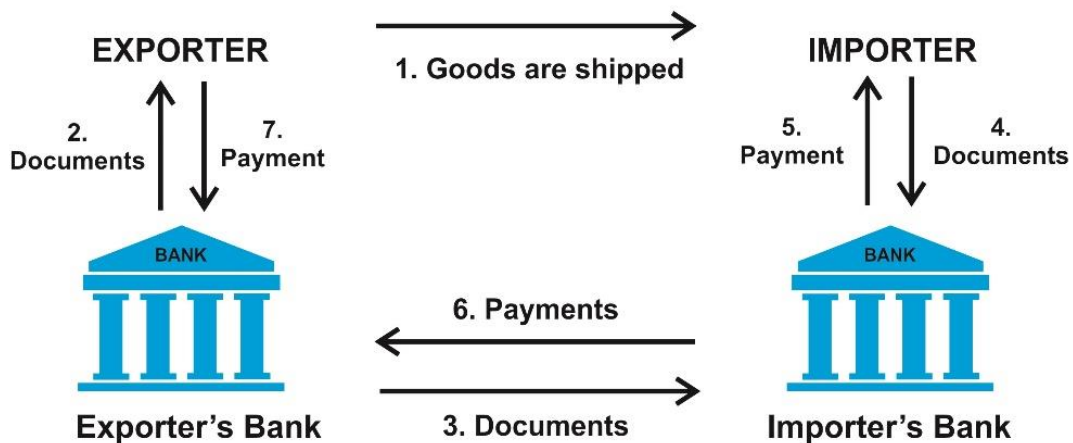 EXPORTER
1. Goods are shipped
IMPORTER
2.
Documents
7.
Payment
5.
Payment
4.
Documents
BANK
BANK
6. Payments
3. Documents
Exporter’s Bank
Importer’s Bank